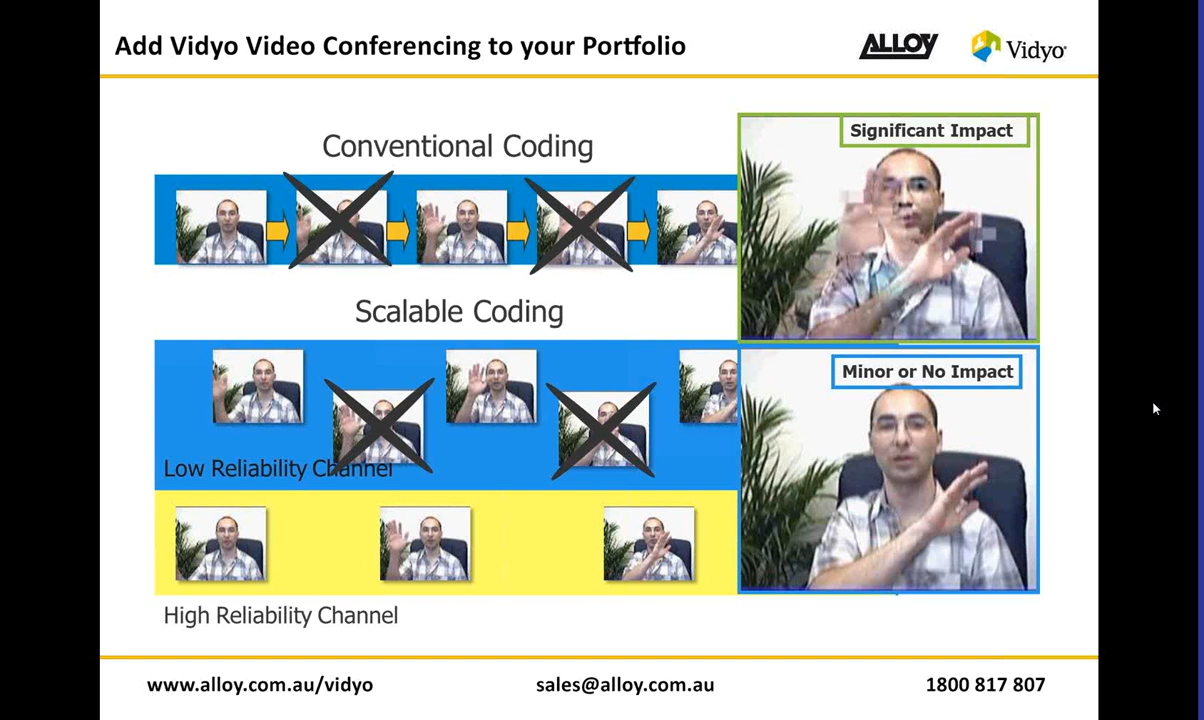 Add Vidyo Video Conferencing to your Portfolio
ALLOY
Vidyo
Conventional Coding
Significant Impact
Scalable Coding
Minor or No Impact
Low Reliability Channel
High Reliability Channel
www.alloy.com.au/vidyo
sales@alloy.com.au
1800 817 807